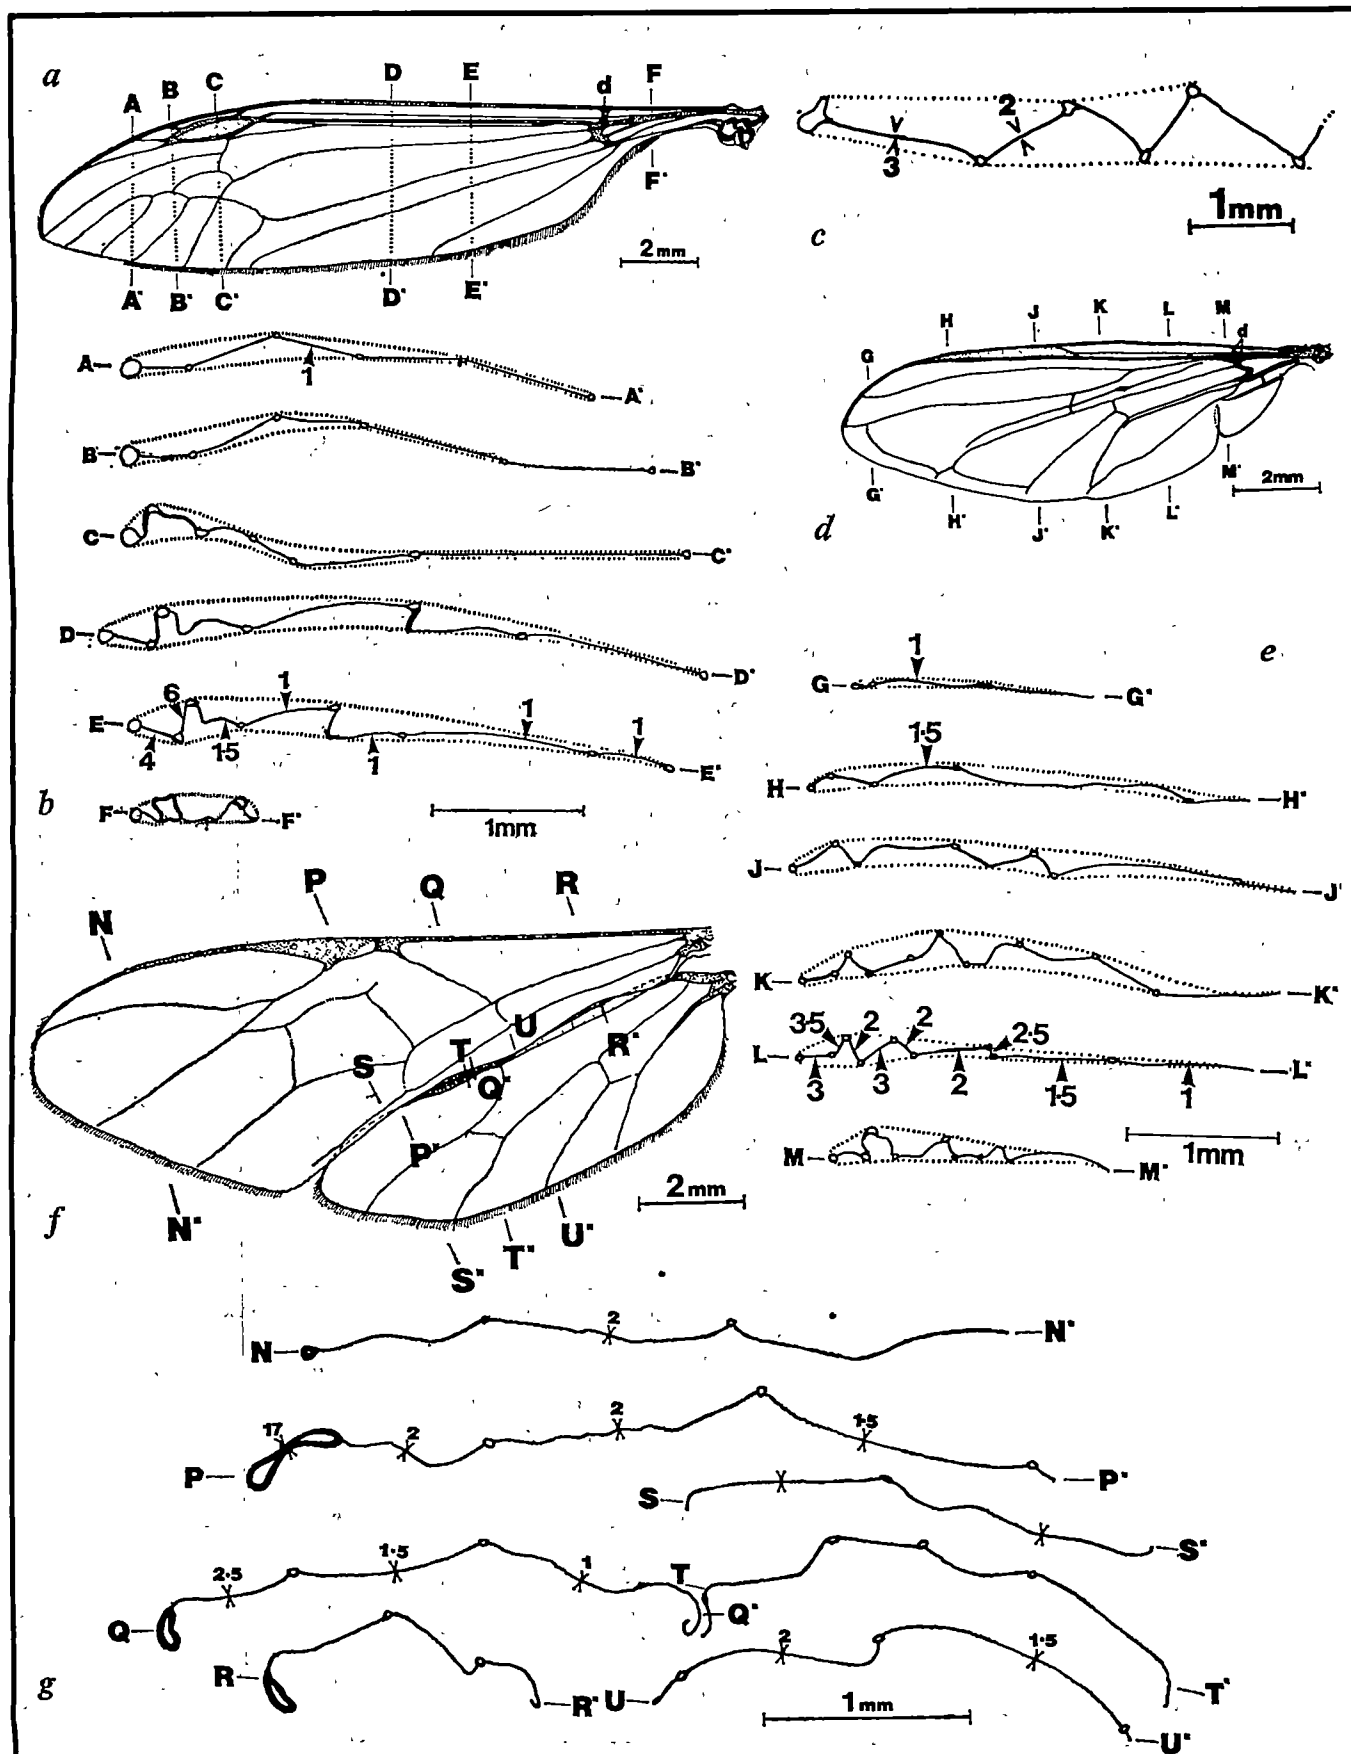 a
A B C D E d F
F'
2mm
A' B' C' D' E'
2
3
1mm
c
H J K L M
G d
G' H' J' K' L' M'
2mm
d
A 1 A'
B B'
C C'
D D'
E 6 4 15 1 1 1 1 E'
b
F F'
1mm
e
G 1 G"
H 1·5 H"
J J'
K K"
L 3·5 2 2 2·5 L"
3 3 2 1·5 1
M M"
1mm
N P Q R
S T U
P" Q" R"
N" S" T" U"
2mm
f
N 2 N"
P 17 2 2 1·5 P"
S S"
Q 2·5 1·5 1 Q"
T T"
R R"
U 2 1·5 U"
g
1mm